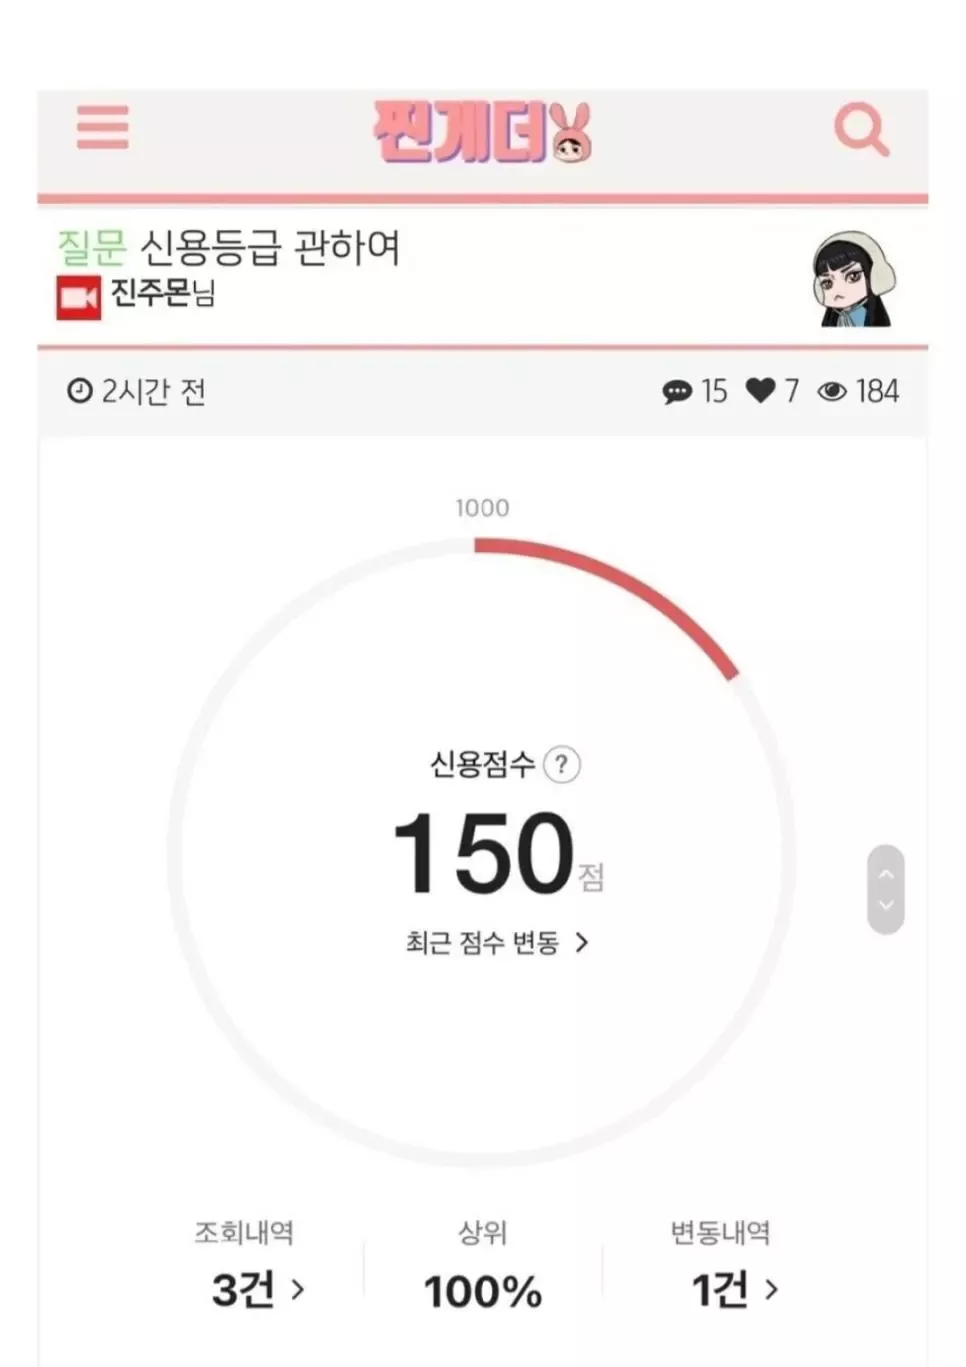 찐게더
질문 신용등급 관하여
진주몬님
2시간 전 15 7 184
1000
신용점수 ?
150점
최근 점수 변동 >
조회내역 상위 변동내역
3건 > 100% 1건 >